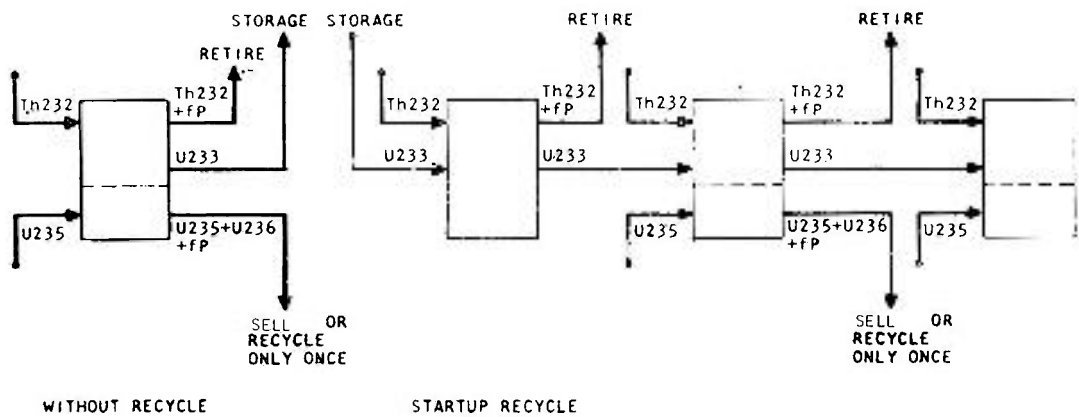 STORAGE
RETIRE
Th232
Th232
+fP
U233
U235
U235+U236
+fP
SELL OR
RECYCLE
ONLY ONCE
WITHOUT RECYCLE
STORAGE
RETIRE
Th232
Th232
+fP
U233
U233
STARTUP RECYCLE
RETIRE
Th232
Th232
+fP
U233
U235
U235+U236
+fP
SELL OR
RECYCLE
ONLY ONCE
Th232
U235